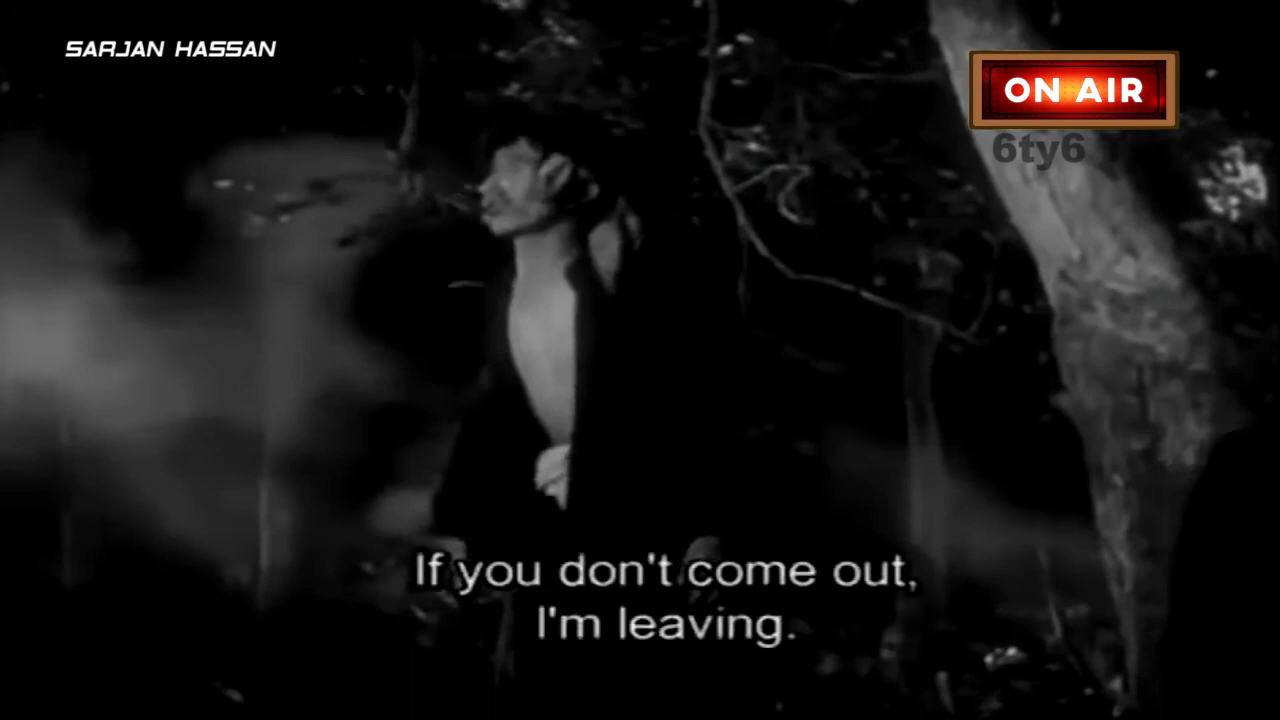 SARJAN HASSAN
ON AIR
6ty6
If you don't come out,
I'm leaving.